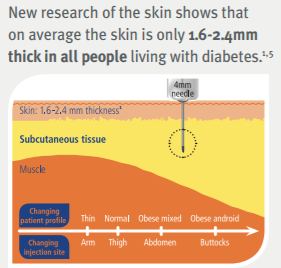 New research of the skin shows that
on average the skin is only 1.6-2.4mm
thick in all people living with diabetes.¹˒⁵
4mm
needle
Skin: 1.6-2.4 mm thickness¹
Subcutaneous tissue
Muscle
Changing
patient profile
Thin Normal Obese mixed Obese android
Changing
injection site
Arm Thigh Abdomen Buttocks